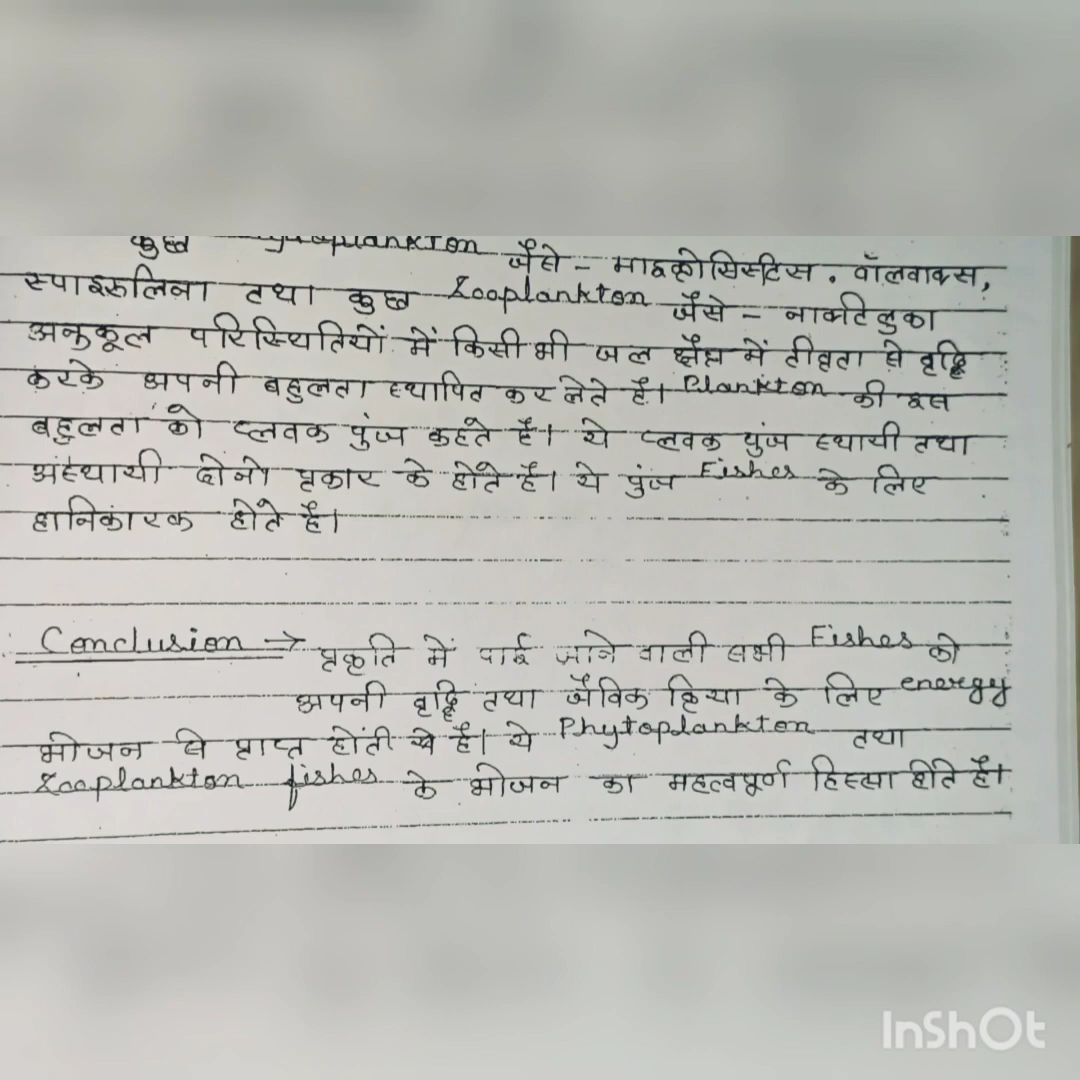 कुछ Phytoplankton जैसे - माइक्रोसिस्टिस, वॉलवाक्स,
स्पाइरुलिना तथा कुछ Zooplankton जैसे - नाक्टिलुका
अनुकूल परिस्थितियों में किसी भी जल क्षेत्र में तीव्रता से वृद्धि
करके अपनी बहुलता स्थापित कर लेते है। Plankton की इस
बहुलता को प्लवक पुंज कहते है। ये प्लवक पुंज स्थायी तथा
अस्थायी दोनो प्रकार के होते है। ये पुंज Fishes के लिए
हानिकारक होते है।
Conclusion → प्रकृति में पाई जाने वाली सभी Fishes को
अपनी वृद्धि तथा जैविक क्रिया के लिए energy
भोजन से प्राप्त होती है। ये Phytoplankton तथा
Zooplankton fishes के भोजन का महत्वपूर्ण हिस्सा होते है।
InShOt